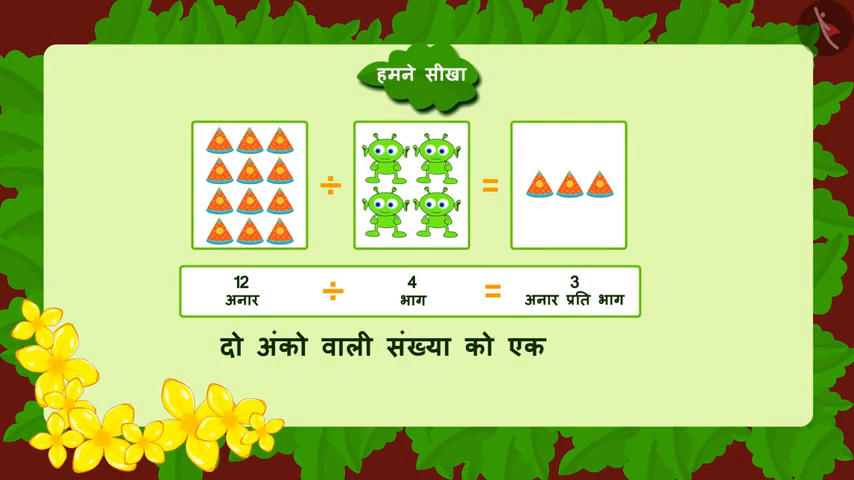 हमने सीखा
÷ =
12 ÷ 4 = 3
अनार भाग अनार प्रति भाग
दो अंको वाली संख्या को एक